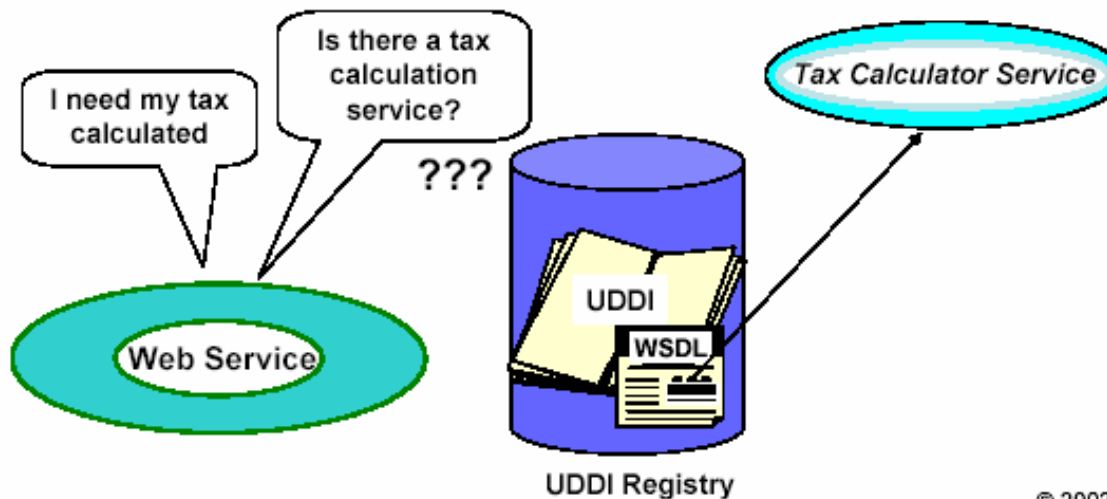 I need my tax
calculated
Is there a tax
calculation
service?
???
Tax Calculator Service
Web Service
UDDI
WSDL
UDDI Registry